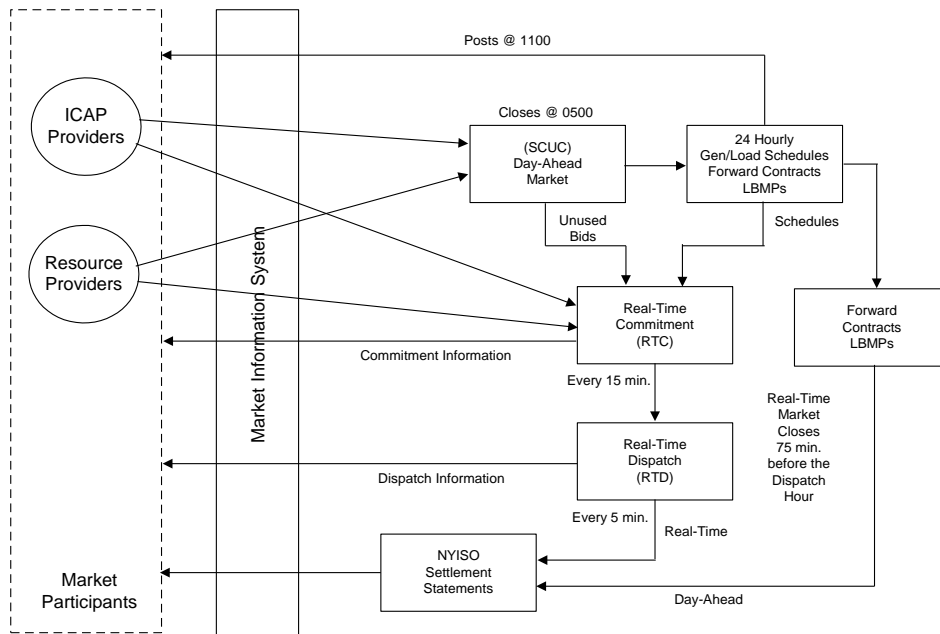 Posts @ 1100
ICAP
Providers
Closes @ 0500
(SCUC)
Day-Ahead
Market
24 Hourly
Gen/Load Schedules
Forward Contracts
LBMPs
Unused
Bids
Schedules
Resource
Providers
Market Information System
Real-Time
Commitment
(RTC)
Forward
Contracts
LBMPs
Commitment Information
Every 15 min.
Real-Time
Market
Closes
75 min.
before the
Dispatch
Hour
Real-Time
Dispatch
(RTD)
Dispatch Information
Every 5 min.
Real-Time
NYISO
Settlement
Statements
Market
Participants
Day-Ahead